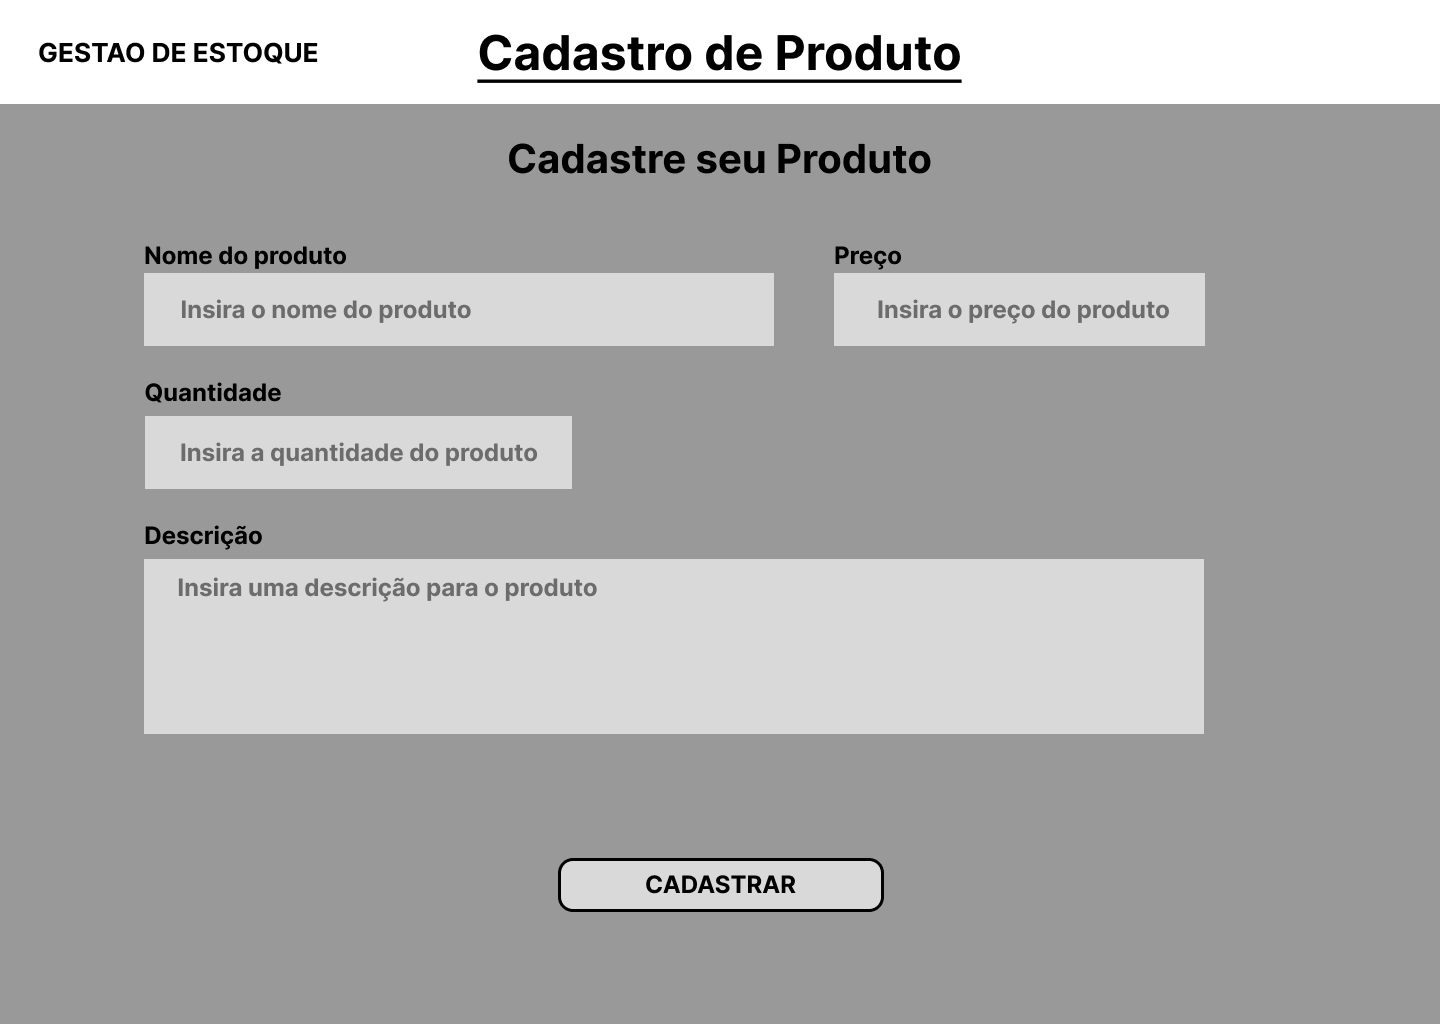 GESTAO DE ESTOQUE
Cadastro de Produto
Cadastre seu Produto
Nome do produto
Insira o nome do produto
Preço
Insira o preço do produto
Quantidade
Insira a quantidade do produto
Descrição
Insira uma descrição para o produto
CADASTRAR